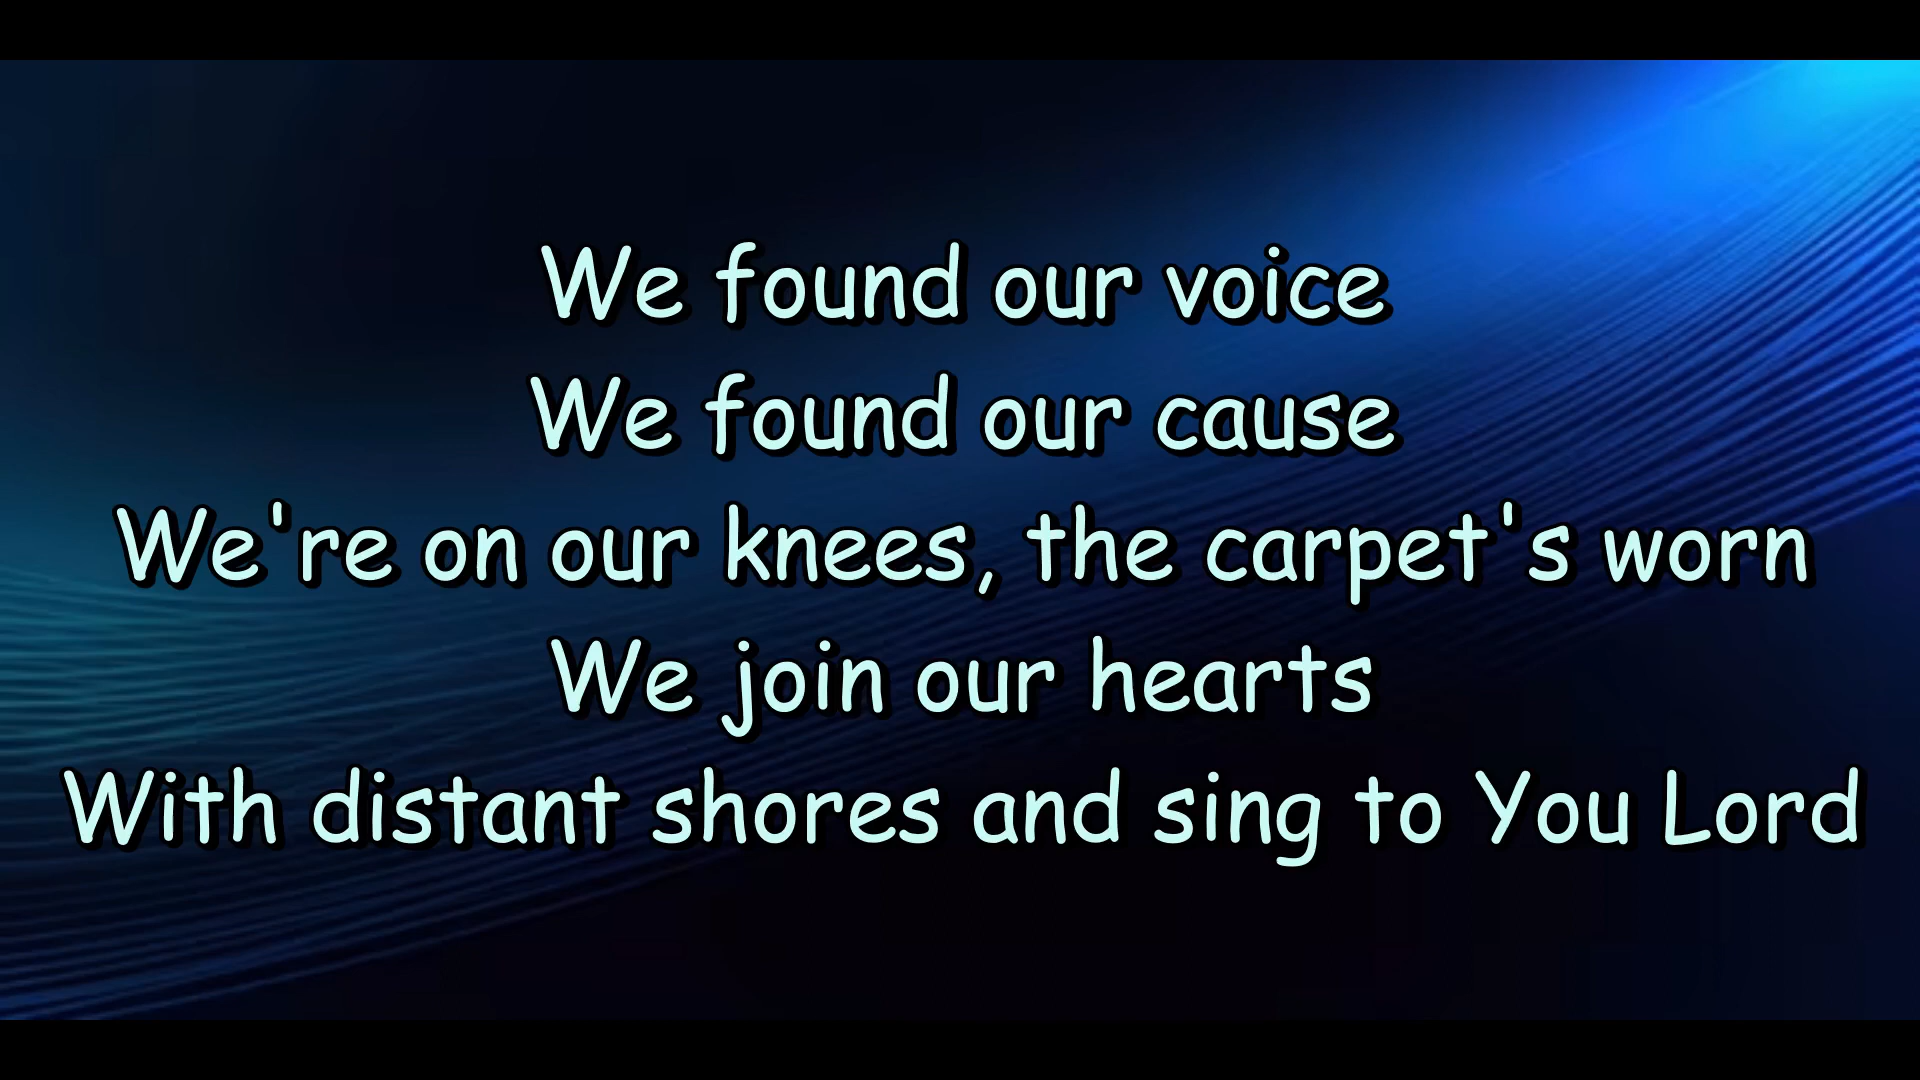 We found our voice
We found our cause
We're on our knees, the carpet's worn
We join our hearts
With distant shores and sing to You Lord